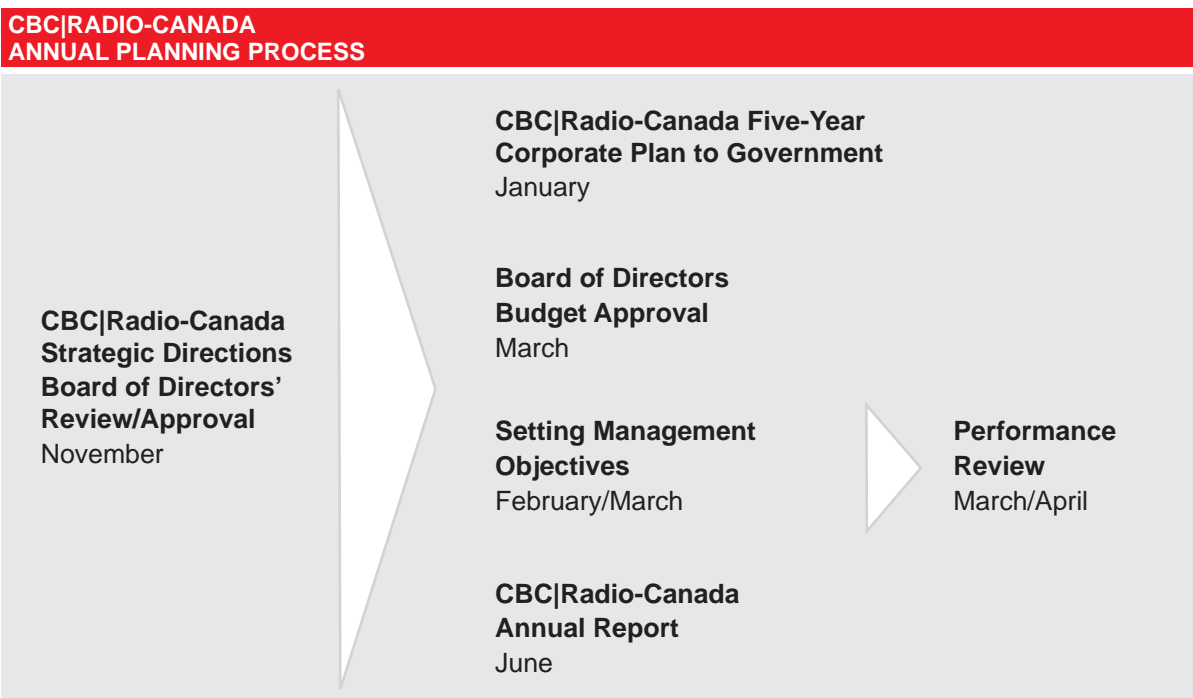 CBC|RADIO-CANADA
ANNUAL PLANNING PROCESS
CBC|Radio-Canada
Strategic Directions
Board of Directors’
Review/Approval
November
CBC|Radio-Canada Five-Year
Corporate Plan to Government
January
Board of Directors
Budget Approval
March
Setting Management
Objectives
February/March
CBC|Radio-Canada
Annual Report
June
Performance
Review
March/April